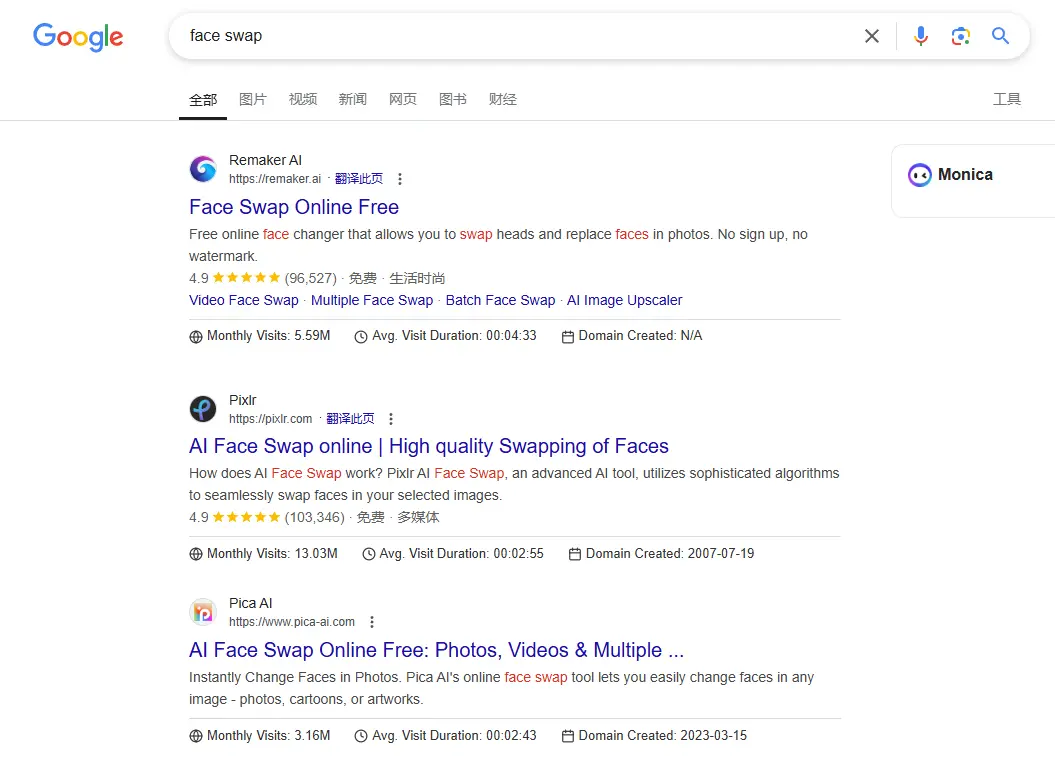 Google
face swap
全部 图片 视频 新闻 网页 图书 财经 工具
Remaker AI
https://remaker.ai · 翻译此页
Face Swap Online Free
Free online face changer that allows you to swap heads and replace faces in photos. No sign up, no
watermark.
4.9 ★★★★★ (96,527) · 免费 · 生活时尚
Video Face Swap · Multiple Face Swap · Batch Face Swap · AI Image Upscaler
Monthly Visits: 5.59M Avg. Visit Duration: 00:04:33 Domain Created: N/A
Monica
Pixlr
https://pixlr.com · 翻译此页
AI Face Swap online | High quality Swapping of Faces
How does AI Face Swap work? Pixlr AI Face Swap, an advanced AI tool, utilizes sophisticated algorithms
to seamlessly swap faces in your selected images.
4.9 ★★★★★ (103,346) · 免费 · 多媒体
Monthly Visits: 13.03M Avg. Visit Duration: 00:02:55 Domain Created: 2007-07-19
Pica AI
https://www.pica-ai.com
AI Face Swap Online Free: Photos, Videos & Multiple ...
Instantly Change Faces in Photos. Pica AI's online face swap tool lets you easily change faces in any
image - photos, cartoons, or artworks.
Monthly Visits: 3.16M Avg. Visit Duration: 00:02:43 Domain Created: 2023-03-15